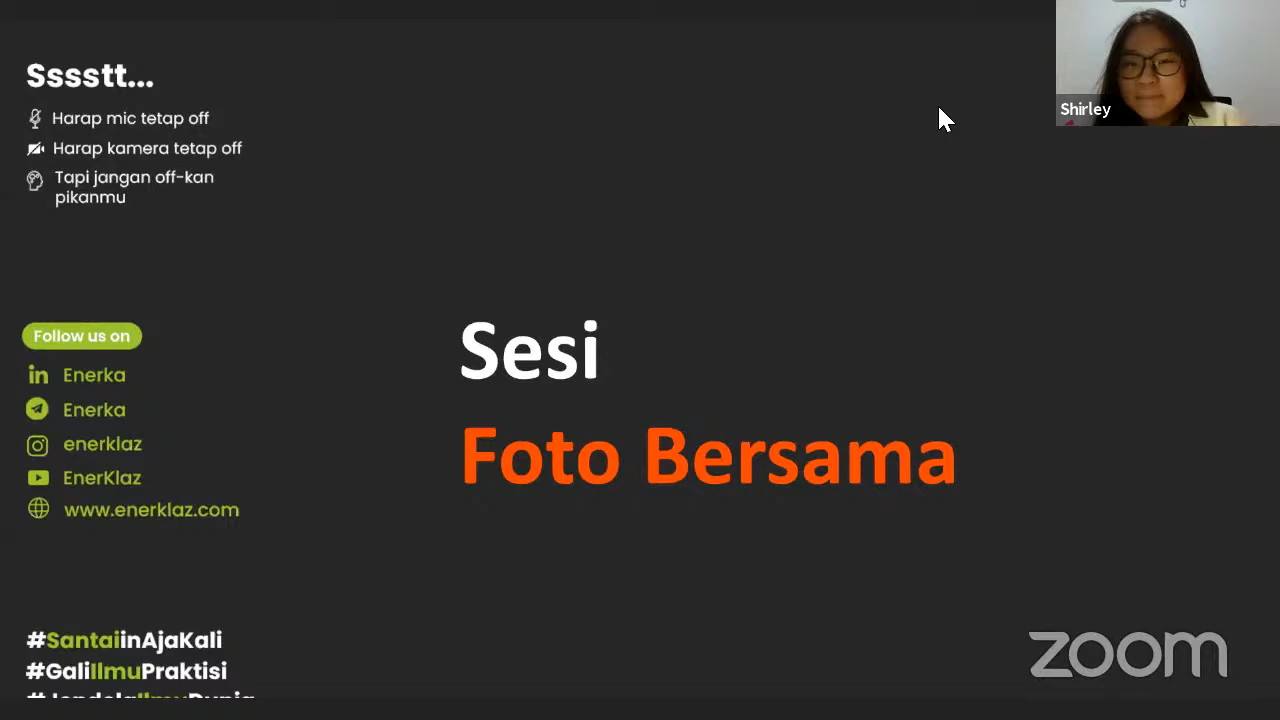 Sssstt...
Harap mic tetap off
Harap kamera tetap off
Tapi jangan off-kan
pikanmu
Follow us on
Enerka
Enerka
enerklaz
EnerKlaz
www.enerklaz.com
#SantaiinAjaKali
#GaliIlmuPraktisi
#JendelaIlmuDunia
Sesi
Foto Bersama
Shirley
zoom